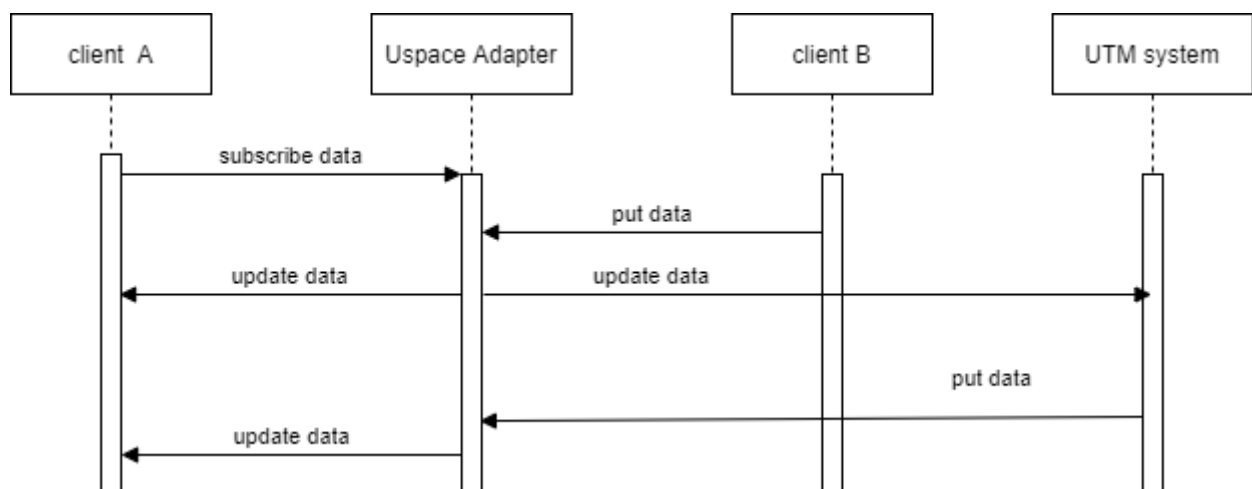 client A
Uspace Adapter
client B
UTM system
subscribe data
put data
update data
update data
put data
update data